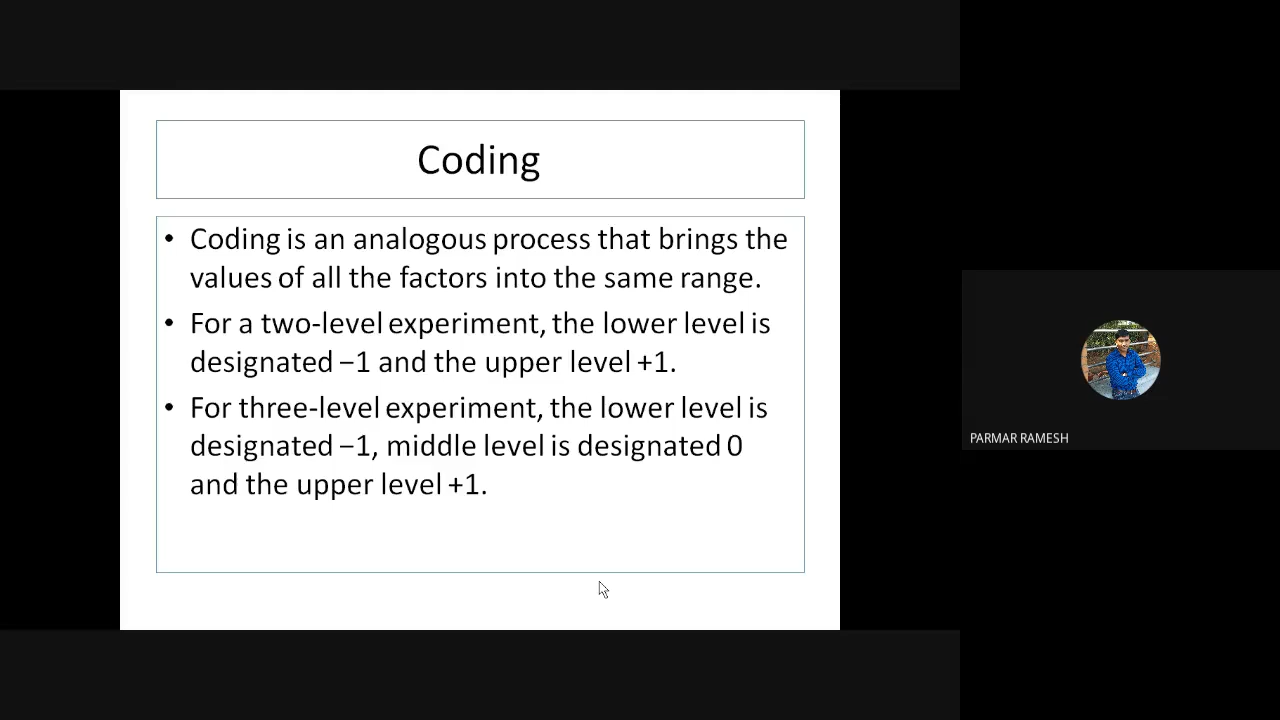 Coding
• Coding is an analogous process that brings the
values of all the factors into the same range.
• For a two-level experiment, the lower level is
designated −1 and the upper level +1.
• For three-level experiment, the lower level is
designated −1, middle level is designated 0
and the upper level +1.
PARMAR RAMESH